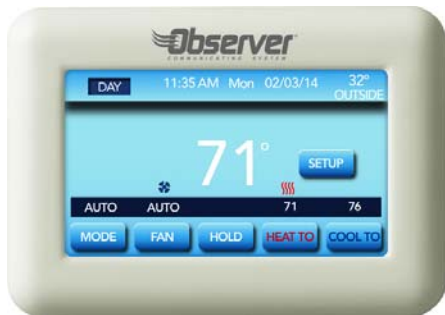 Observer
COMMUNICATING SYSTEM
DAY 11:35 AM Mon 02/03/14 32°
OUTSIDE
71°
SETUP
AUTO AUTO 71 76
MODE FAN HOLD HEAT TO COOL TO